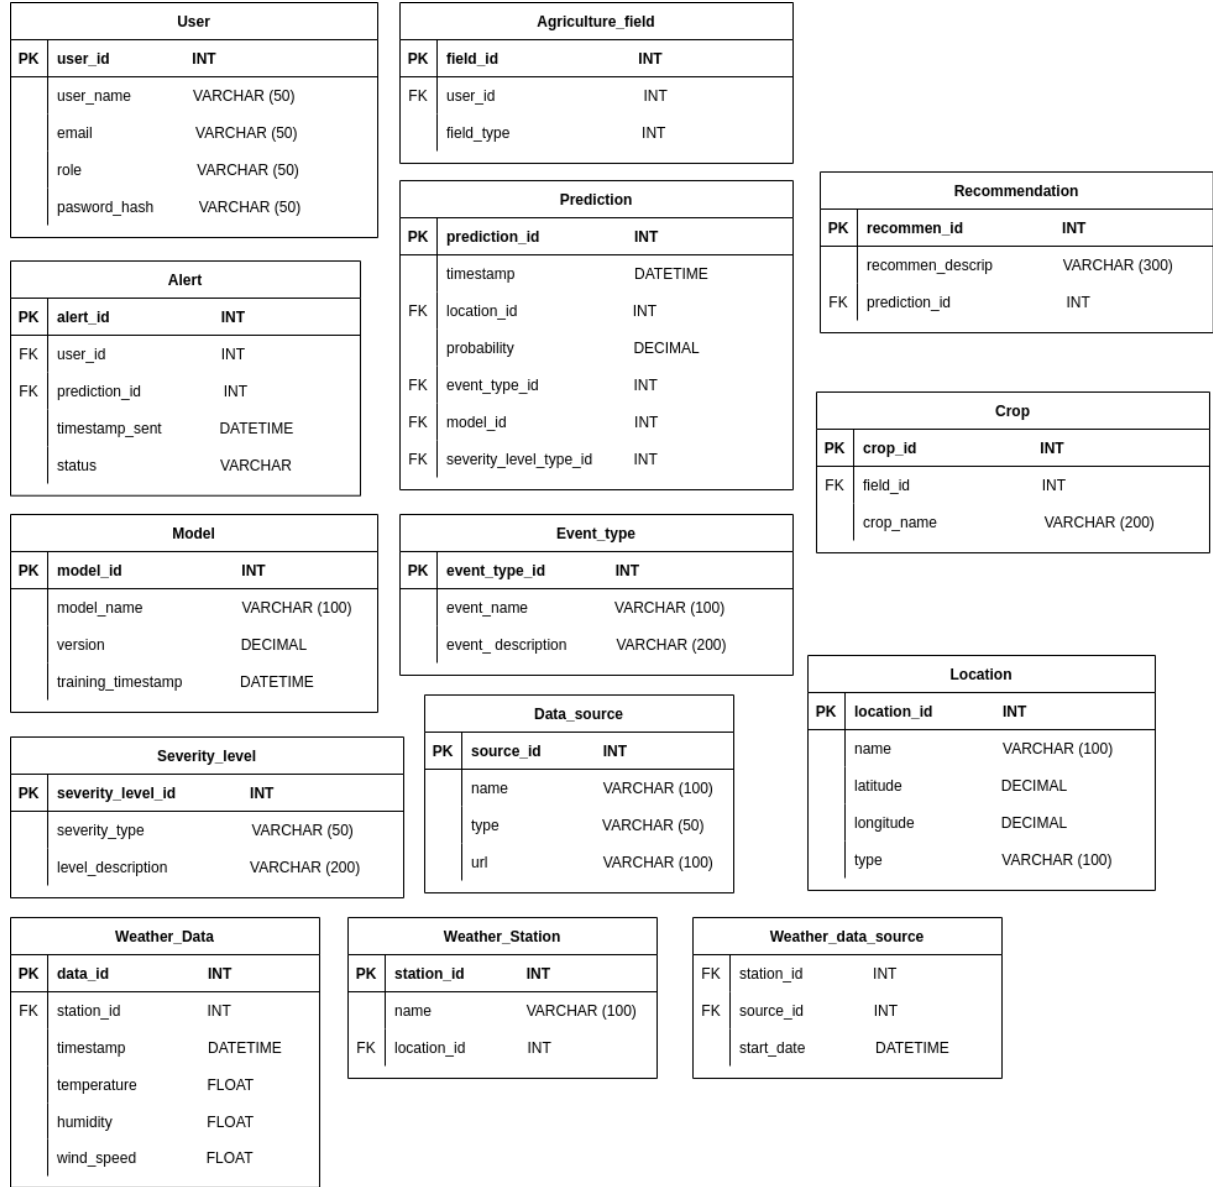 User
PK user_id INT
user_name VARCHAR (50)
email VARCHAR (50)
role VARCHAR (50)
pasword_hash VARCHAR (50)
Agriculture_field
PK field_id INT
FK user_id INT
field_type INT
Prediction
PK prediction_id INT
timestamp DATETIME
FK location_id INT
probability DECIMAL
FK event_type_id INT
FK model_id INT
FK severity_level_type_id INT
Recommendation
PK recommen_id INT
recommen_descrip VARCHAR (300)
FK prediction_id INT
Alert
PK alert_id INT
FK user_id INT
FK prediction_id INT
timestamp_sent DATETIME
status VARCHAR
Crop
PK crop_id INT
FK field_id INT
crop_name VARCHAR (200)
Model
PK model_id INT
model_name VARCHAR (100)
version DECIMAL
training_timestamp DATETIME
Event_type
PK event_type_id INT
event_name VARCHAR (100)
event_ description VARCHAR (200)
Location
PK location_id INT
name VARCHAR (100)
latitude DECIMAL
longitude DECIMAL
type VARCHAR (100)
Data_source
PK source_id INT
name VARCHAR (100)
type VARCHAR (50)
url VARCHAR (100)
Severity_level
PK severity_level_id INT
severity_type VARCHAR (50)
level_description VARCHAR (200)
Weather_Data
PK data_id INT
FK station_id INT
timestamp DATETIME
temperature FLOAT
humidity FLOAT
wind_speed FLOAT
Weather_Station
PK station_id INT
name VARCHAR (100)
FK location_id INT
Weather_data_source
FK station_id INT
FK source_id INT
start_date DATETIME